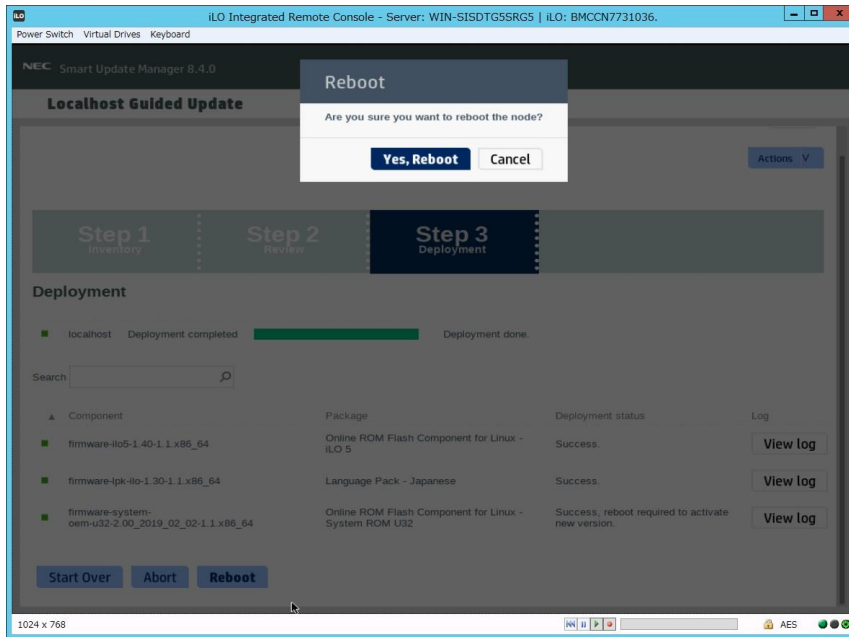 iLO
iLO Integrated Remote Console - Server: WIN-SISDTG5SRG5 | iLO: BMCCN7731036.
Power Switch Virtual Drives Keyboard
NEC Smart Update Manager 8.4.0
Localhost Guided Update
Reboot
Are you sure you want to reboot the node?
Yes, Reboot Cancel
Actions
Step 1
Inventory
Step 2
Review
Step 3
Deployment
Deployment
localhost Deployment completed Deployment done.
Search
Component Package Deployment status Log
firmware-ilo5-1.40-1.1.x86_64
Online ROM Flash Component for Linux -
iLO 5
Success.
View log
firmware-lpk-ilo-1.30-1.1.x86_64
Language Pack - Japanese
Success.
View log
firmware-system-
oem-u32-2.00_2019_02_02-1.1.x86_64
Online ROM Flash Component for Linux -
System ROM U32
Success, reboot required to activate
new version.
View log
Start Over Abort Reboot
1024 x 768
AES